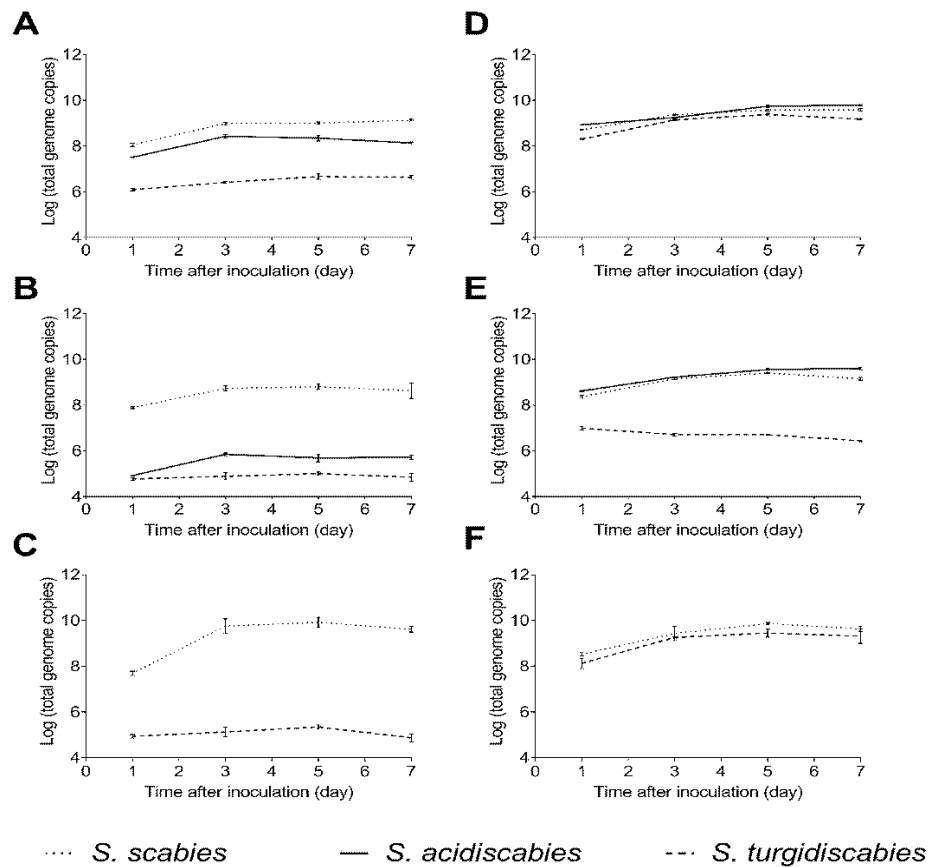 A
Log (total genome copies)
12
10
8
6
4
0 1 2 3 4 5 6 7
Time after inoculation (day)
B
Log (total genome copies)
12
10
8
6
4
0 1 2 3 4 5 6 7
Time after inoculation (day)
C
Log (total genome copies)
12
10
8
6
4
0 1 2 3 4 5 6 7
Time after inoculation (day)
D
Log (total genome copies)
12
10
8
6
4
0 1 2 3 4 5 6 7
Time after inoculation (day)
E
Log (total genome copies)
12
10
8
6
4
0 1 2 3 4 5 6 7
Time after inoculation (day)
F
Log (total genome copies)
12
10
8
6
4
0 1 2 3 4 5 6 7
Time after inoculation (day)
S. scabies S. acidiscabies S. turgidiscabies